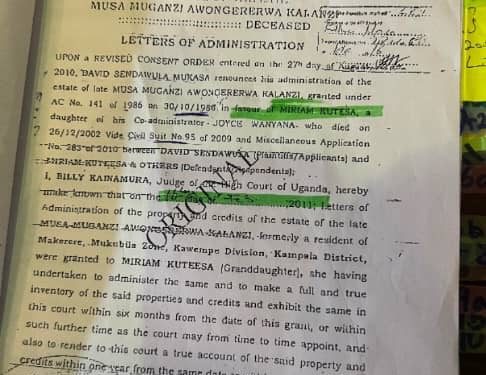 MUSA MUGANZI AWONGERERWA KALANZI
DECEASED
LETTERS OF ADMINISTRATION
UPON A REVISED CONSENT ORDER entered on the 27th day of
2010, DAVID SENDAWULA MUKASA renounces his administration of the
estate of late MUSA MUGANZI AWONGERERWA KALANZI, granted under
AC No. 141 of 1986 on 30/10/1986 in favour of MIRIAM KUTEESA, a
daughter of his Co-administrator - JOYCE WANYANA- who died on
26/12/2002 Vide Civil Suit No.95 of 2009 and Miscellaneous Application
No. 283 of 2010 between DAVID SENDAWULA (Plaintiffs/Applicants) and
MIRIAM KUTEESA & OTHERS (Defendants/Respondents);
I, BILLY KAINAMURA, Judge of the High Court of Uganda, hereby
make known that on the 2011; Letters of
Administration of the property and credits of the estate of the late
MUSA MUGANZI AWONGERERWA KALANZI, formerly a resident of
Makerere, Mukubiia Zone, Kawempe Division, Kampala District,
were granted to MIRIAM KUTEESA (Granddaughter), she having
undertaken to administer the same and to make a full and true
inventory of the said properties and credits and exhibit the same in
this court within six months from the date of this grant, or within
such further time as the court may from time to time appoint, and
also to render to this court a true account of the said property and
credits within one year from the same date
ORIGINAL